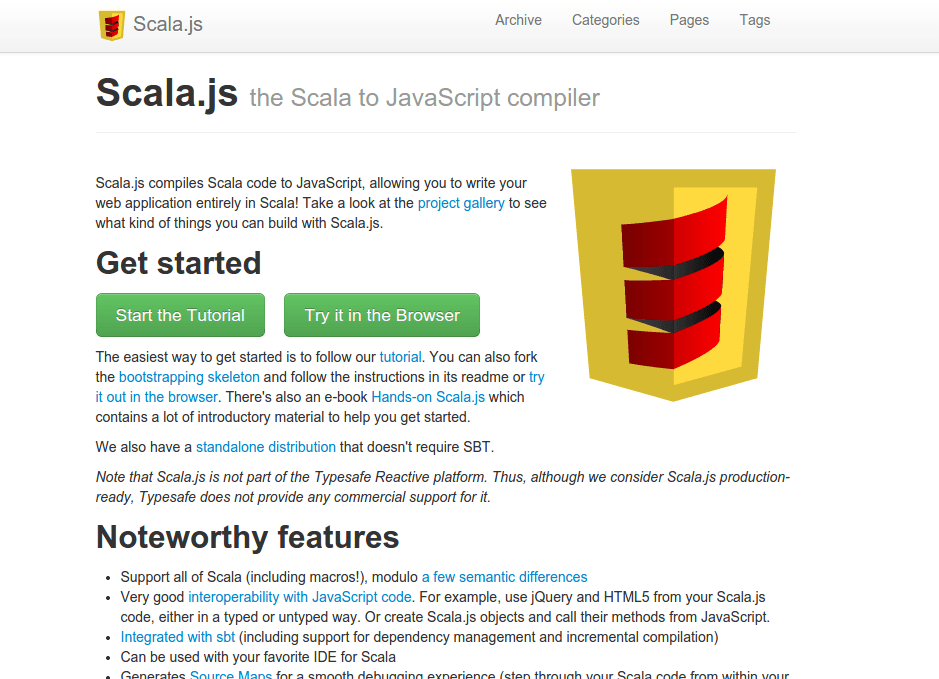 Scala.js
Archive Categories Pages Tags
Scala.js the Scala to JavaScript compiler
Scala.js compiles Scala code to JavaScript, allowing you to write your
web application entirely in Scala! Take a look at the project gallery to see
what kind of things you can build with Scala.js.
Get started
Start the Tutorial
Try it in the Browser
The easiest way to get started is to follow our tutorial. You can also fork
the bootstrapping skeleton and follow the instructions in its readme or try
it out in the browser. There's also an e-book Hands-on Scala.js which
contains a lot of introductory material to help you get started.
We also have a standalone distribution that doesn't require SBT.
Note that Scala.js is not part of the Typesafe Reactive platform. Thus, although we consider Scala.js production-
ready, Typesafe does not provide any commercial support for it.
Noteworthy features
• Support all of Scala (including macros!), modulo a few semantic differences
• Very good interoperability with JavaScript code. For example, use jQuery and HTML5 from your Scala.js
code, either in a typed or untyped way. Or create Scala.js objects and call their methods from JavaScript.
• Integrated with sbt (including support for dependency management and incremental compilation)
• Can be used with your favorite IDE for Scala
• Generates Source Maps for a smooth debugging experience (step through your Scala code from within your